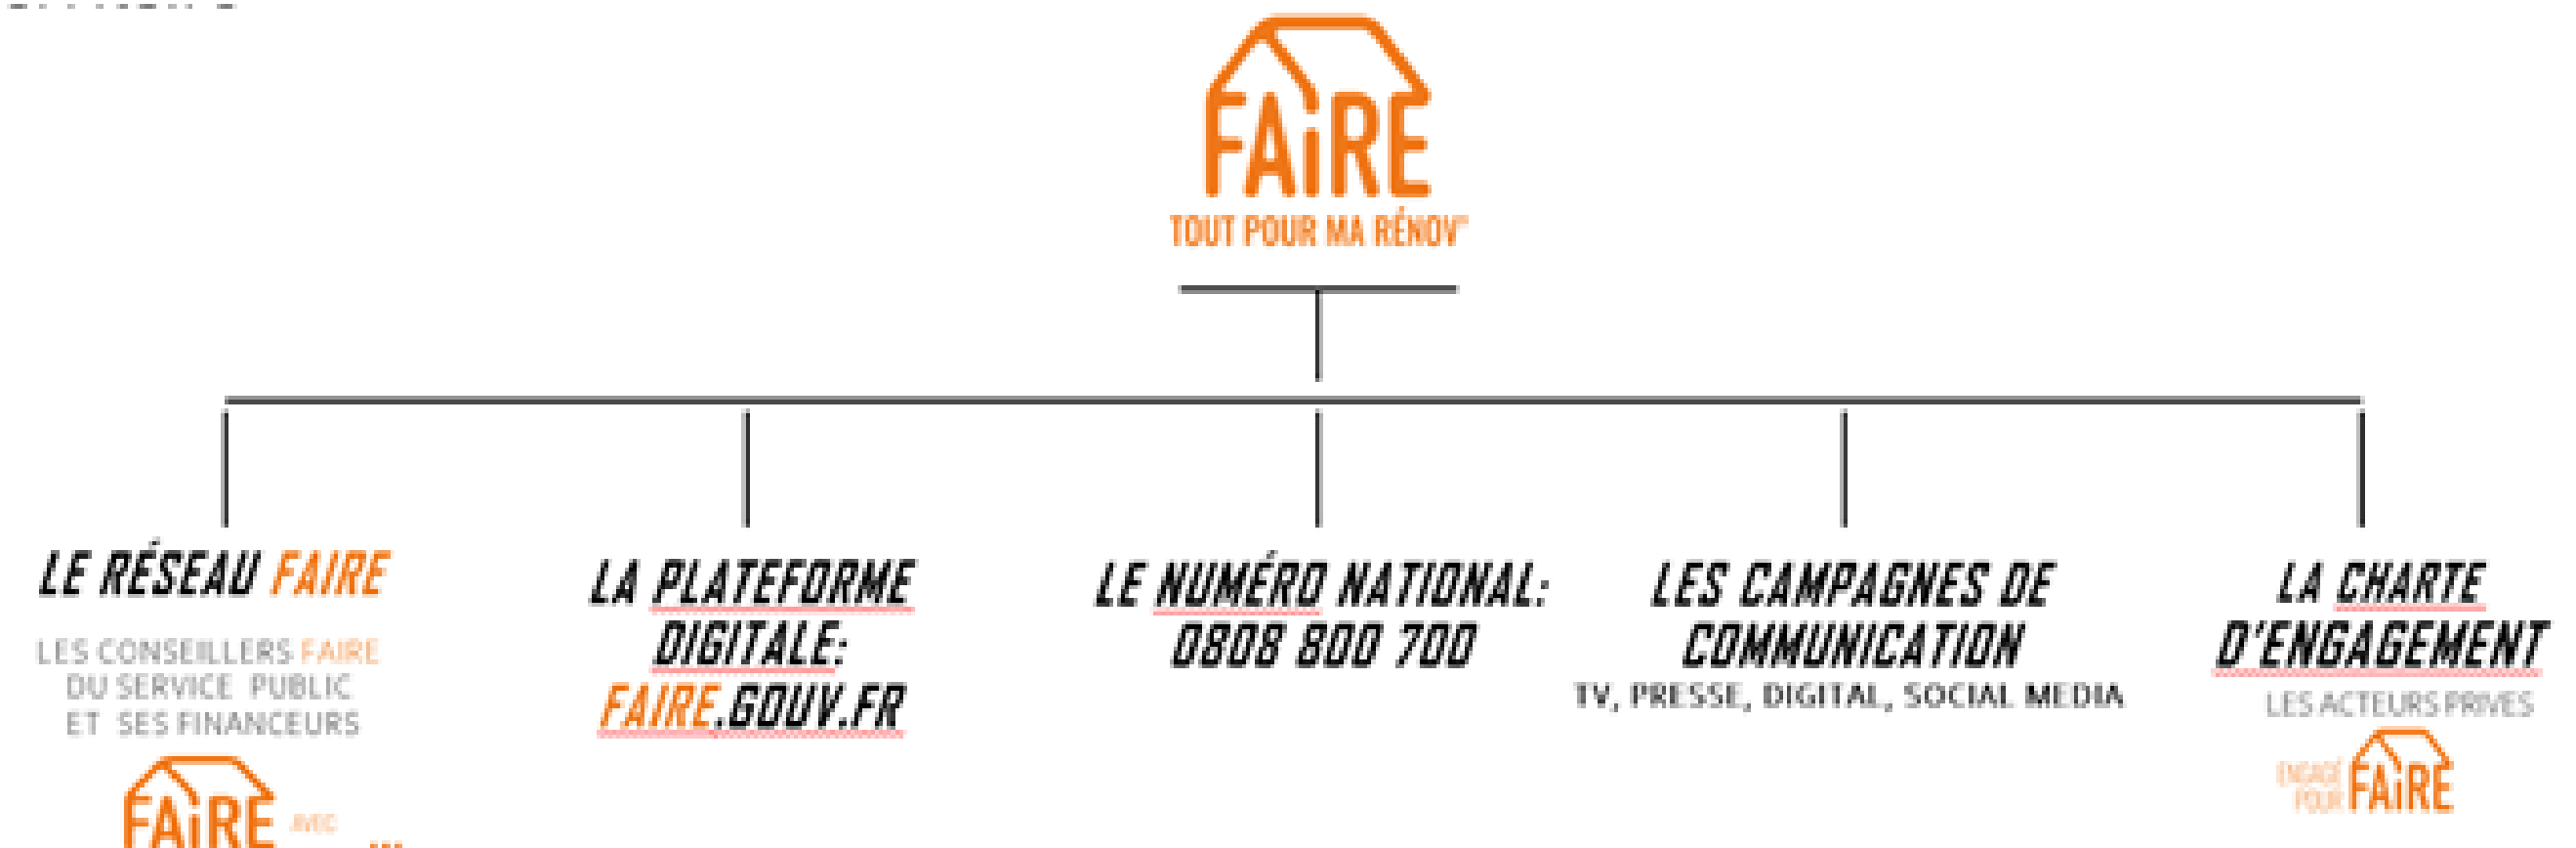 FAiRE
TOUT POUR MA RÉNOV'
LE RÉSEAU FAIRE
LES CONSEILLERS FAIRE
DU SERVICE PUBLIC
ET SES FINANCEURS
FAiRE AVEC
LA PLATEFORME
DIGITALE:
FAIRE.GOUV.FR
LE NUMÉRO NATIONAL:
0808 800 700
LES CAMPAGNES DE
COMMUNICATION
TV, PRESSE, DIGITAL, SOCIAL MEDIA
LA CHARTE
D'ENGAGEMENT
LES ACTEURS PRIVES
ENGAGÉ
POUR FAiRE